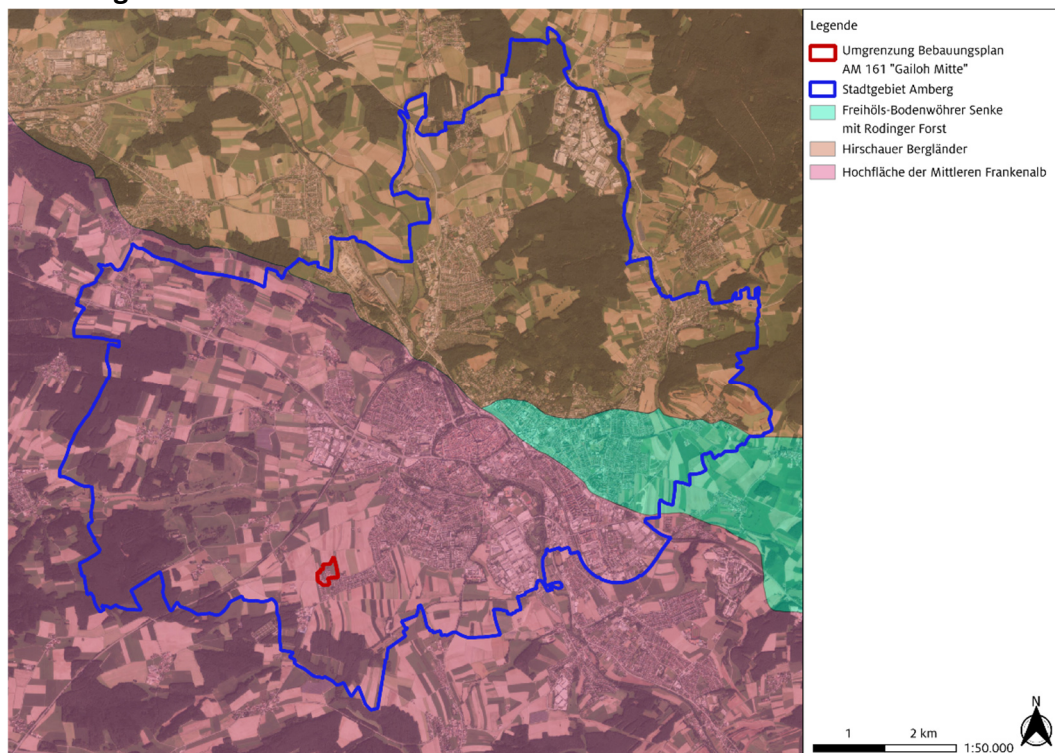 Legende
Umgrenzung Bebauungsplan
AM 161 "Gailoh Mitte"
Stadtgebiet Amberg
Freihöls-Bodenwöhrer Senke
mit Rodinger Forst
Hirschauer Bergländer
Hochfläche der Mittleren Frankenalb
N
1 2 km
1:50.000